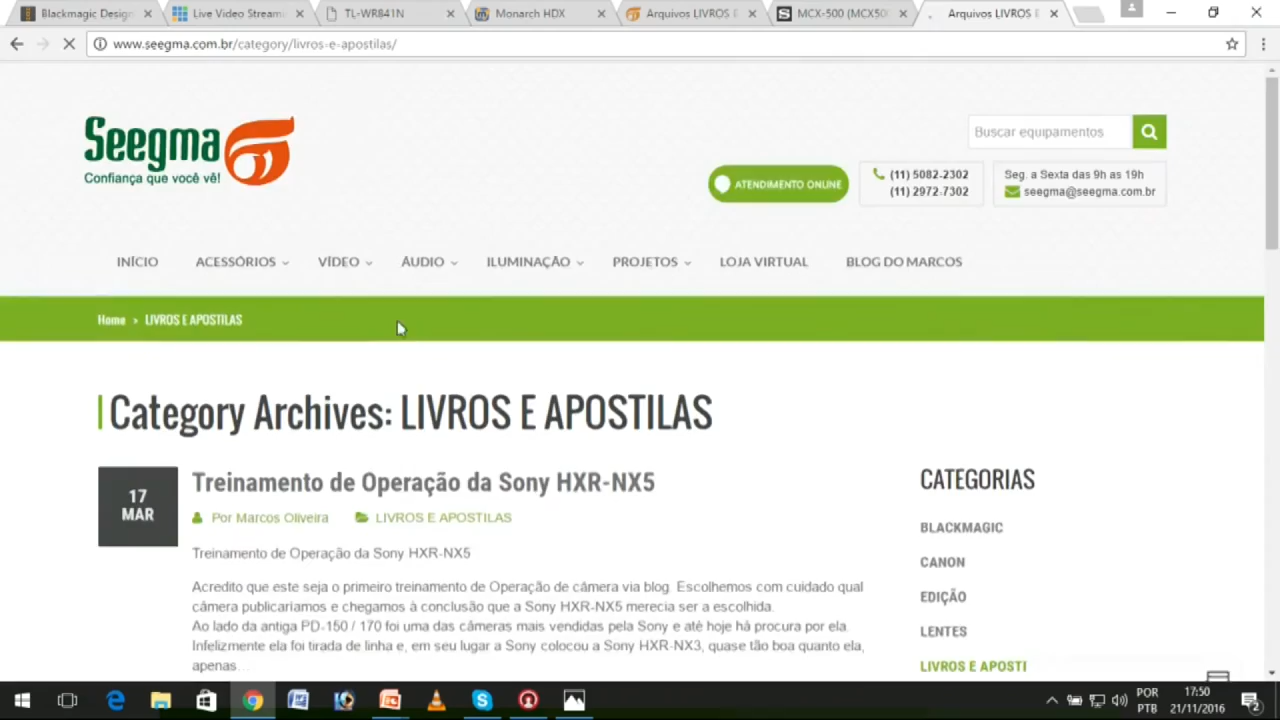 Blackmagic Design
Live Video Streami
TL-WR841N
Monarch HDX
Arquivos LIVROS E
MCX-500 (MCX50
Arquivos LIVROS E
www.seegma.com.br/category/livros-e-apostilas/
Seegma
Confiança que você vê!
Buscar equipamentos
ATENDIMENTO ONLINE
(11) 5082-2302
(11) 2972-7302
Seg. a Sexta das 9h as 19h
seegma@seegma.com.br
INÍCIO
ACESSÓRIOS
VÍDEO
ÁUDIO
ILUMINAÇÃO
PROJETOS
LOJA VIRTUAL
BLOG DO MARCOS
Home > LIVROS E APOSTILAS
Category Archives: LIVROS E APOSTILAS
17
MAR
Treinamento de Operação da Sony HXR-NX5
Por Marcos Oliveira
LIVROS E APOSTILAS
Treinamento de Operação da Sony HXR-NX5
Acredito que este seja o primeiro treinamento de Operação de câmera via blog. Escolhemos com cuidado qual
câmera publicaríamos e chegamos à conclusão que a Sony HXR-NX5 merecia ser a escolhida.
Ao lado da antiga PD-150 / 170 foi uma das câmeras mais vendidas pela Sony e até hoje há procura por ela.
Infelizmente ela foi tirada de linha e, em seu lugar a Sony colocou a Sony HXR-NX3, quase tão boa quanto ela,
apenas...
CATEGORIAS
BLACKMAGIC
CANON
EDIÇÃO
LENTES
LIVROS E APOSTI
POR
PTB
17:50
21/11/2016
2